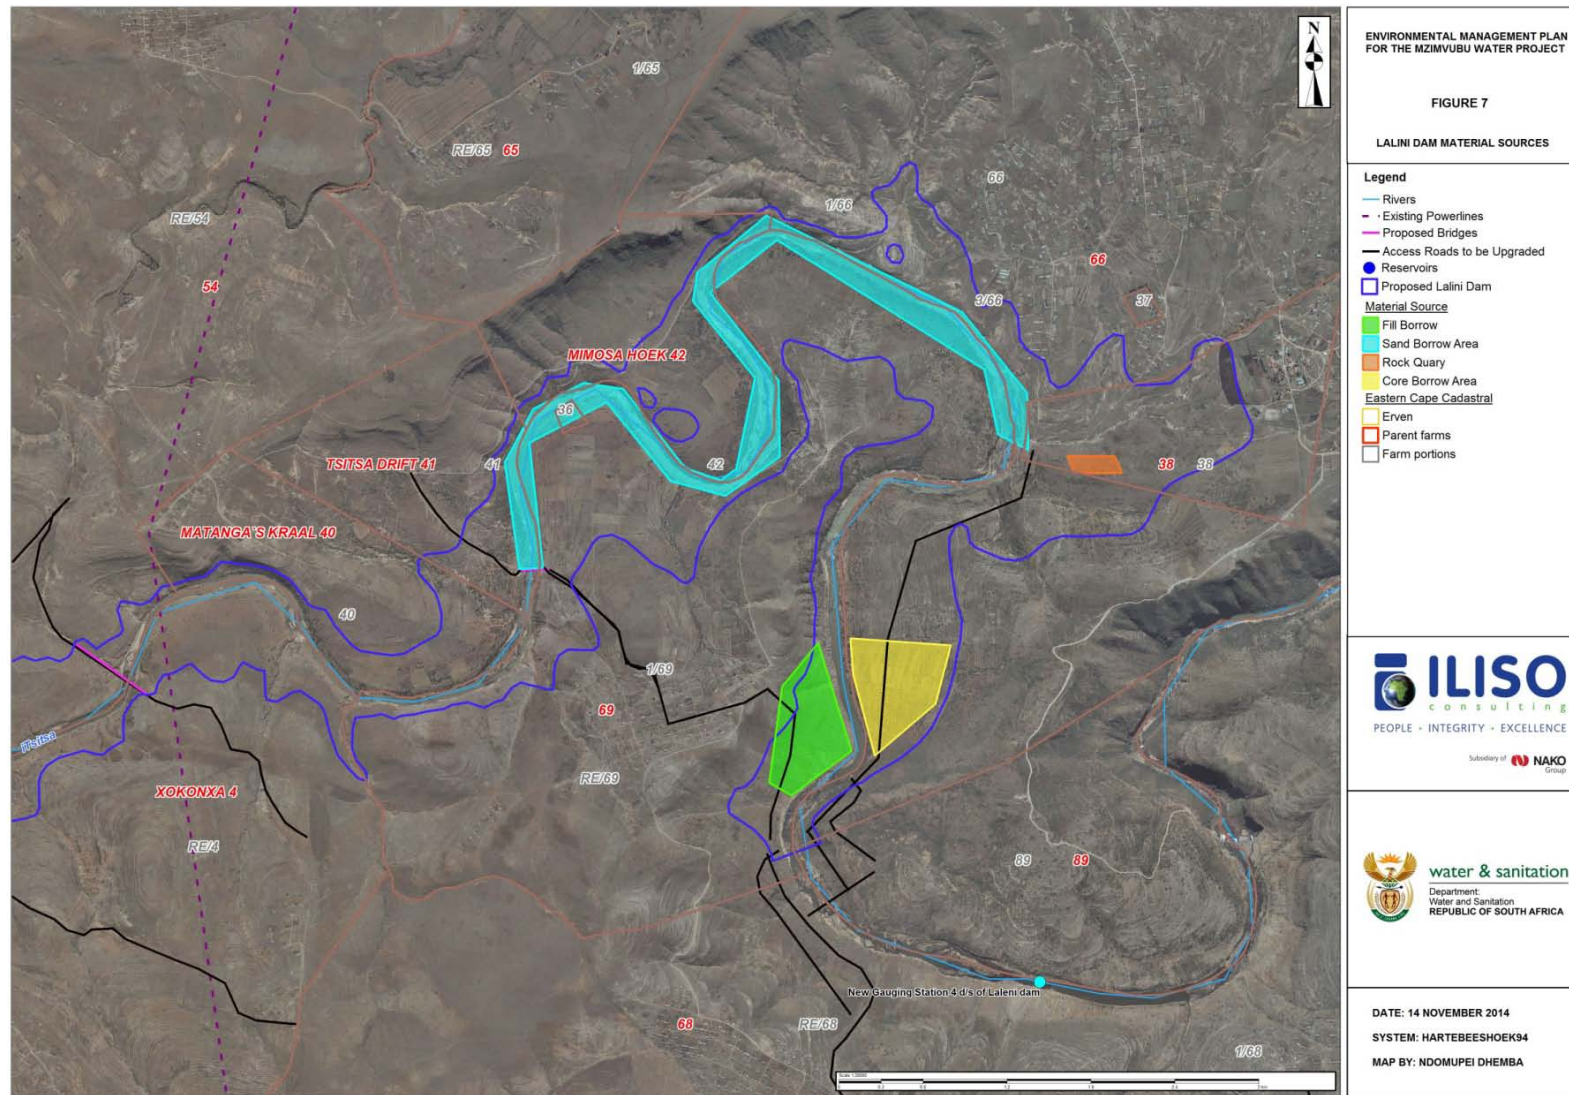 ENVIRONMENTAL MANAGEMENT PLAN
FOR THE MZIMVUBU WATER PROJECT
FIGURE 7
LALINI DAM MATERIAL SOURCES
Legend
Rivers
Existing Powerlines
Proposed Bridges
Access Roads to be Upgraded
Reservoirs
Proposed Lalini Dam
Material Source
Fill Borrow
Sand Borrow Area
Rock Quary
Core Borrow Area
Eastern Cape Cadastral
Erven
Parent farms
Farm portions
ILISO
consulting
PEOPLE • INTEGRITY • EXCELLENCE
Subsidiary of NAKO
Group
water & sanitation
Department:
Water and Sanitation
REPUBLIC OF SOUTH AFRICA
DATE: 14 NOVEMBER 2014
SYSTEM: HARTEBEESHOEK94
MAP BY: NDOMUPEI DHEMBA
N
1/65
RE/65 65
66
1/66
RE/54
54
66
3/66
37
MIMOSA HOEK 42
36
TSITSA DRIFT 41
41
42
38
38
MATANGA'S KRAAL 40
40
1/69
69
iTsitsa
RE/69
XOKONXA 4
RE/4
89
89
New Gauging Station 4 d/s of Laleni dam
68
RE/68
1/68